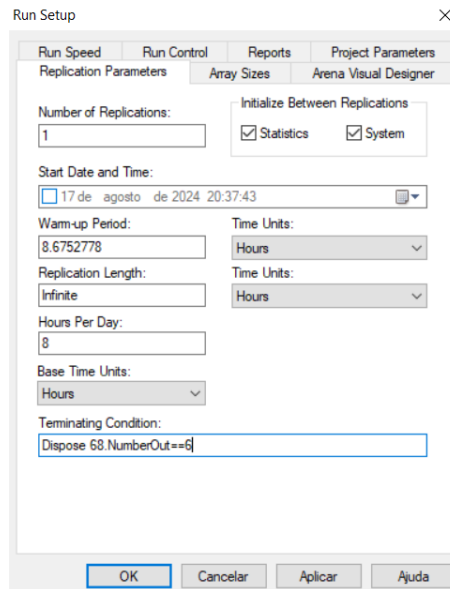 Run Setup
Run Speed Run Control Reports Project Parameters
Replication Parameters Array Sizes Arena Visual Designer
Number of Replications:
1
Initialize Between Replications
Statistics System
Start Date and Time:
17 de agosto de 2024 20:37:43
Warm-up Period: Time Units:
8.6752778 Hours
Replication Length: Time Units:
Infinite Hours
Hours Per Day:
8
Base Time Units:
Hours
Terminating Condition:
Dispose 68.NumberOut==6
OK Cancelar Aplicar Ajuda